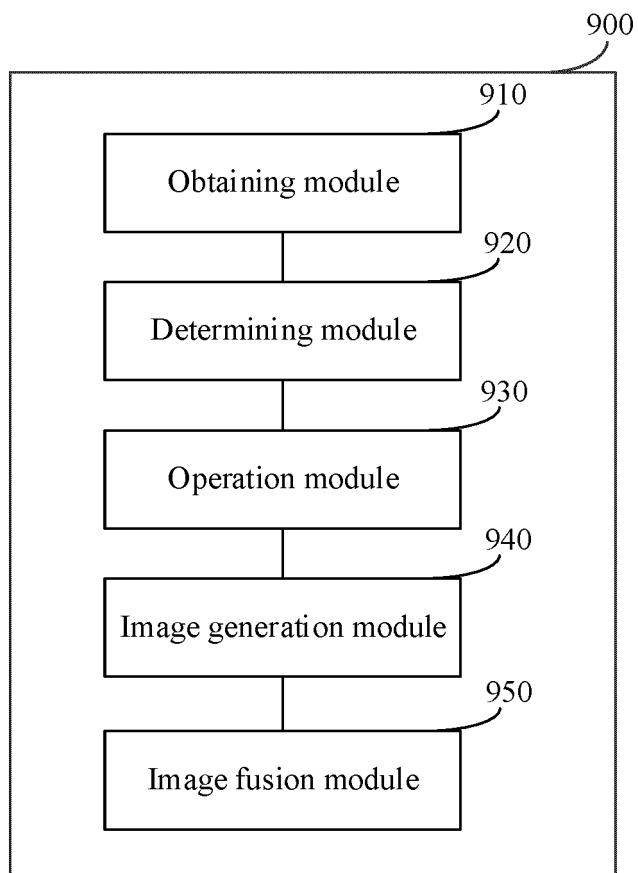 900
910
Obtaining module
920
Determining module
930
Operation module
940
Image generation module
950
Image fusion module